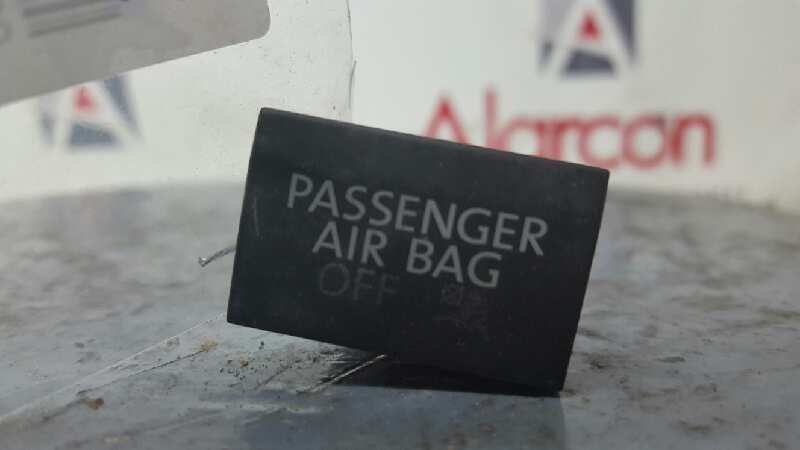 Alarcon
PASSENGER
AIR BAG
OFF